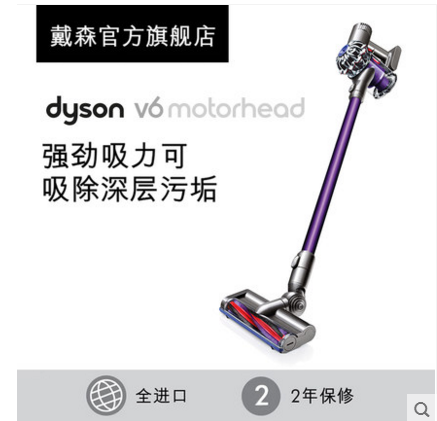 戴森官方旗舰店
dyson v6 motorhead
强劲吸力可
吸除深层污垢
全进口
2 2年保修